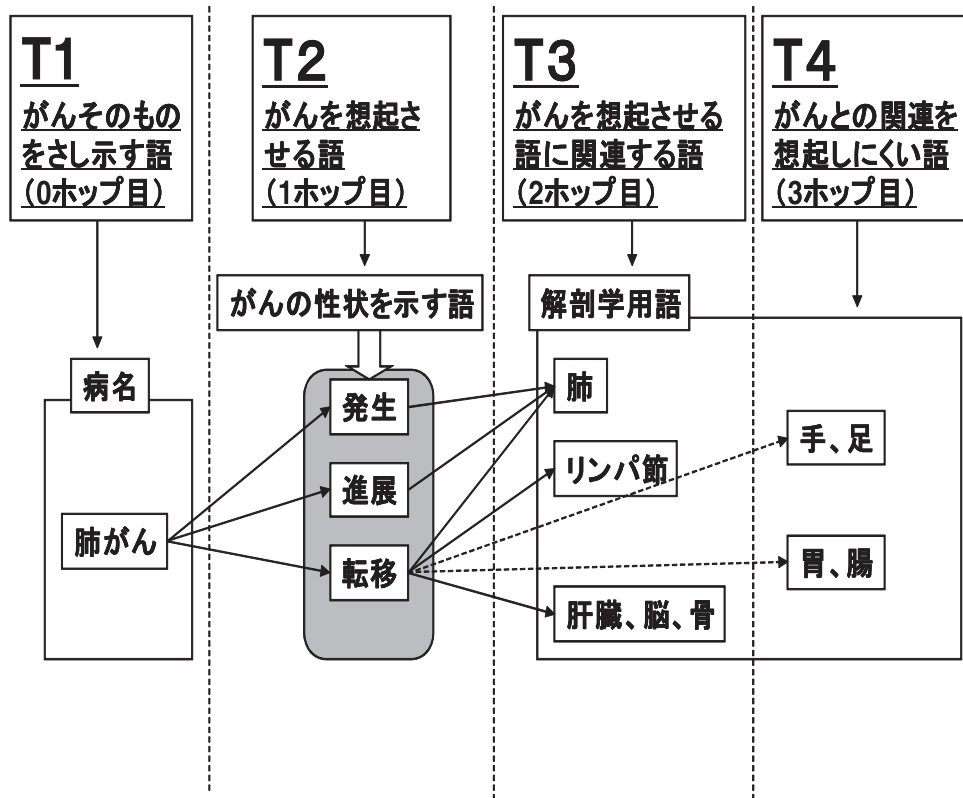 T1
がんそのもの
をさし示す語
(0ホップ目)
T2
がんを想起さ
せる語
(1ホップ目)
T3
がんを想起させる
語に関連する語
(2ホップ目)
T4
がんとの関連を
想起しにくい語
(3ホップ目)
がんの性状を示す語
解剖学用語
病名
発生
肺
手、足
リンパ節
進展
肺がん
転移
胃、腸
肝臓、脳、骨